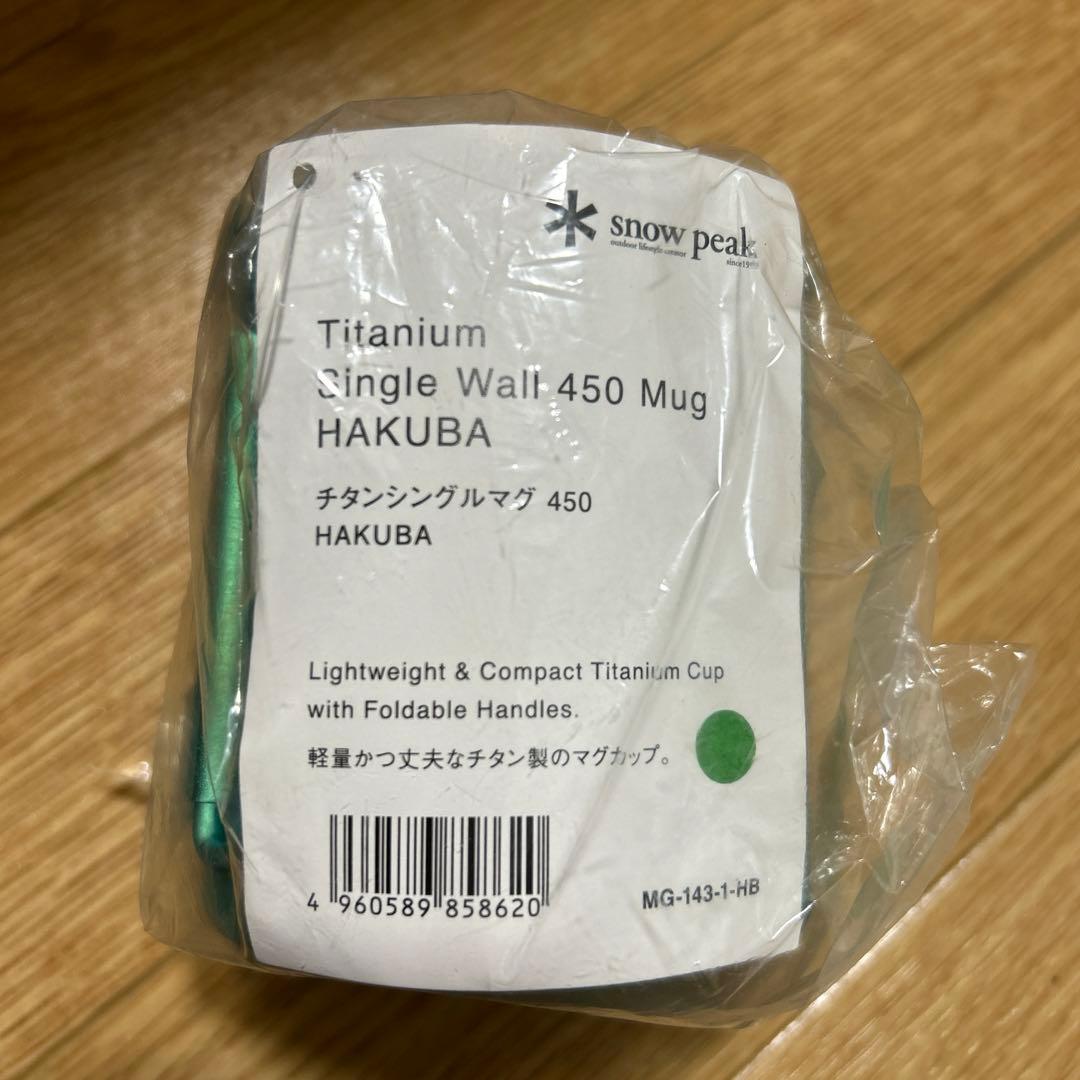 snow peak
outdoor lifestyle creator
Titanium
Single Wall 450 Mug
HAKUBA
チタンシングルマグ 450
HAKUBA
Lightweight & Compact Titanium Cup
with Foldable Handles.
軽量かつ丈夫なチタン製のマグカップ。
4 960589 858620
MG-143-1-HB